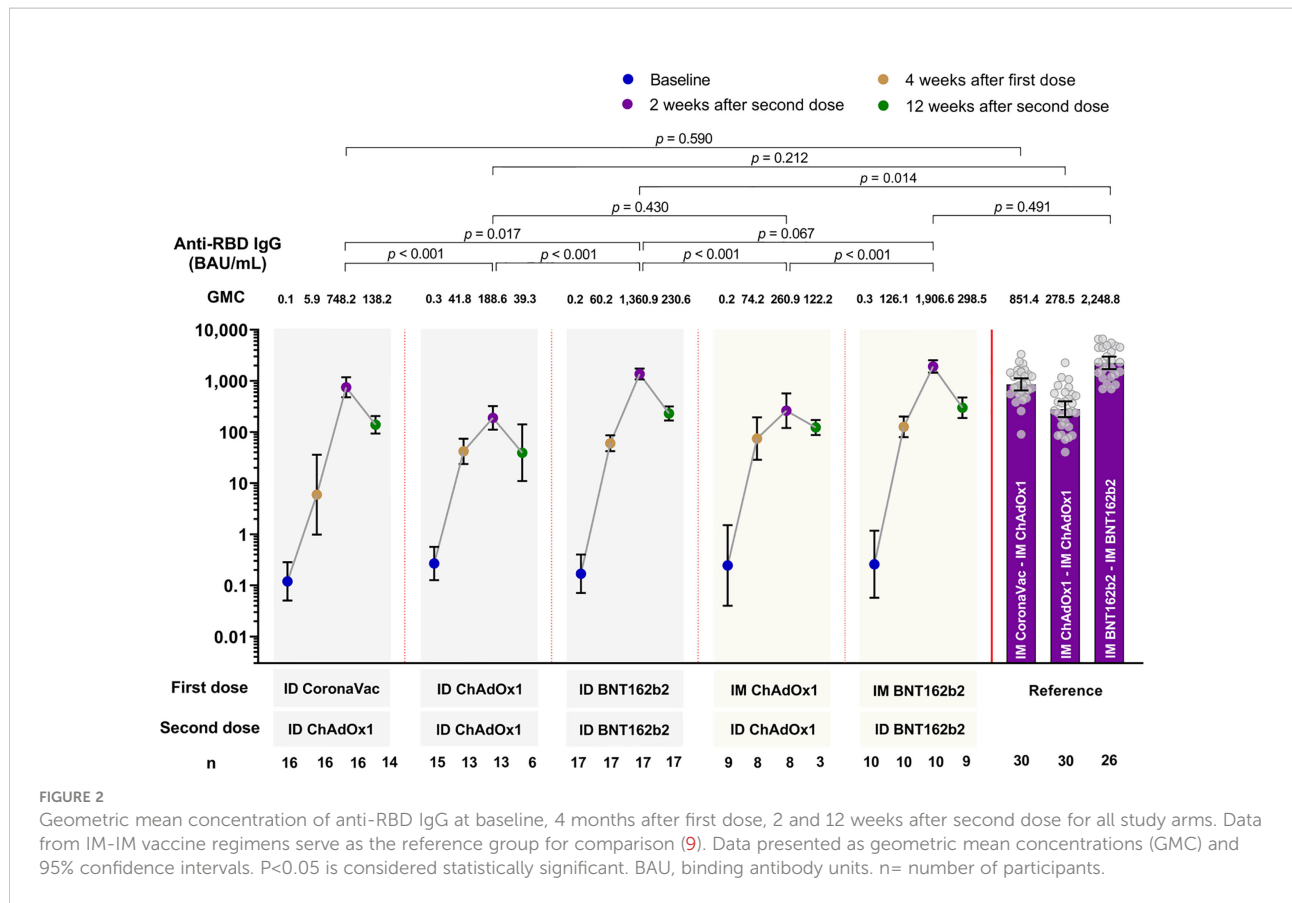 Baseline
4 weeks after first dose
2 weeks after second dose
12 weeks after second dose
p = 0.590
p = 0.212
p = 0.014
p = 0.430
p = 0.491
p = 0.017
p = 0.067
p < 0.001
p < 0.001
p < 0.001
p < 0.001
Anti-RBD IgG
(BAU/mL)
GMC 0.1 5.9 748.2 138.2 0.3 41.8 188.6 39.3 0.2 60.2 1,360.9 230.6 0.2 74.2 260.9 122.2 0.3 126.1 1,906.6 298.5 851.4 278.5 2,248.8
10,000
1,000
100
10
1
0.1
0.01
IM CoronaVac - IM ChAdOx1
IM ChAdOx1 - IM ChAdOx1
IM BNT162b2 - IM BNT162b2
First dose ID CoronaVac ID ChAdOx1 ID BNT162b2 IM ChAdOx1 IM BNT162b2 Reference
Second dose ID ChAdOx1 ID ChAdOx1 ID BNT162b2 ID ChAdOx1 ID BNT162b2
n 16 16 16 14 15 13 13 6 17 17 17 17 9 8 8 3 10 10 10 9 30 30 26
FIGURE 2
Geometric mean concentration of anti-RBD IgG at baseline, 4 months after first dose, 2 and 12 weeks after second dose for all study arms. Data
from IM-IM vaccine regimens serve as the reference group for comparison (9). Data presented as geometric mean concentrations (GMC) and
95% confidence intervals. P<0.05 is considered statistically significant. BAU, binding antibody units. n= number of participants.